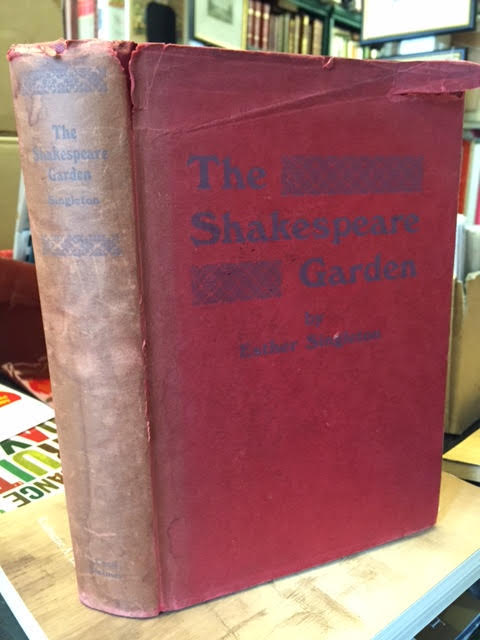 The
Shakespeare
Garden
Singleton
The
Shakespeare
Garden
by
Esther Singleton